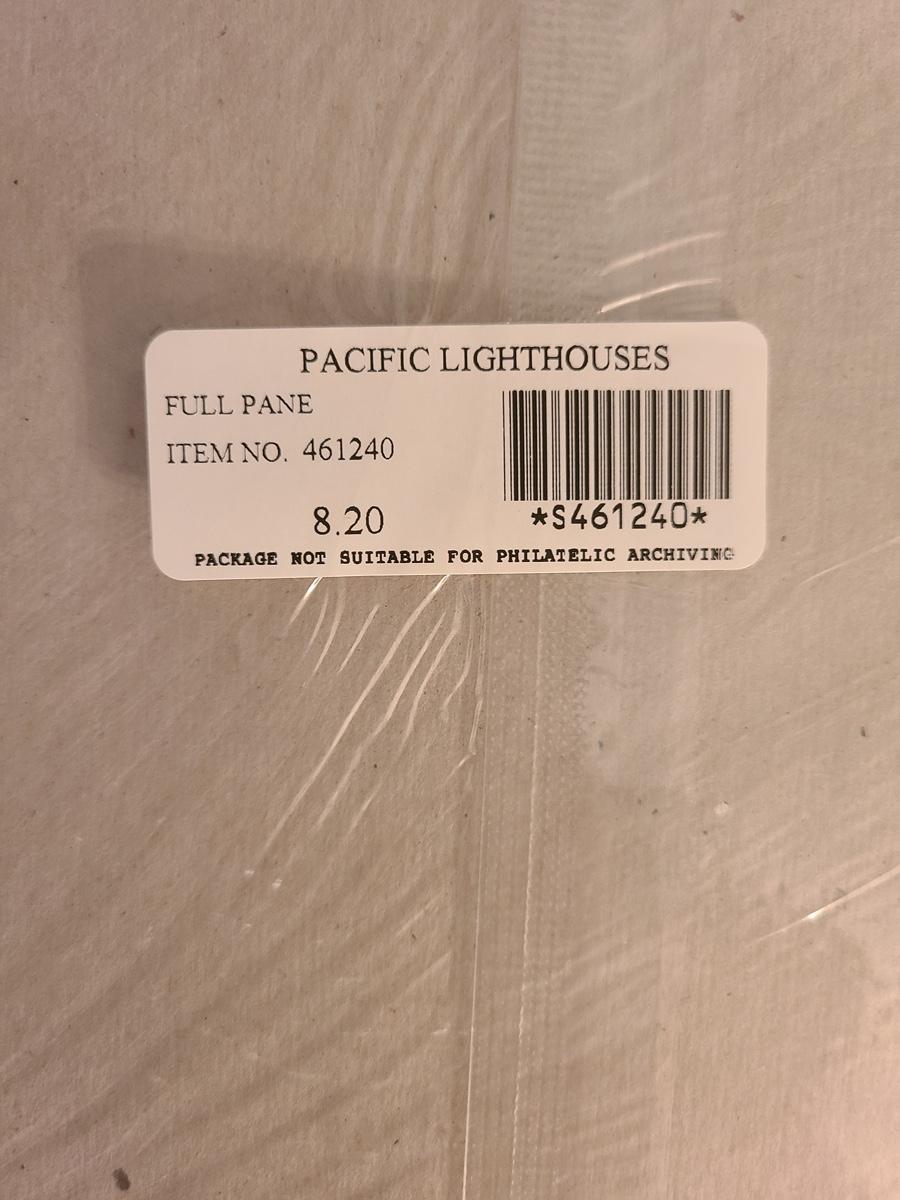 PACIFIC LIGHTHOUSES
FULL PANE
ITEM NO. 461240
8.20
*S461240*
PACKAGE NOT SUITABLE FOR PHILATELIC ARCHIVING